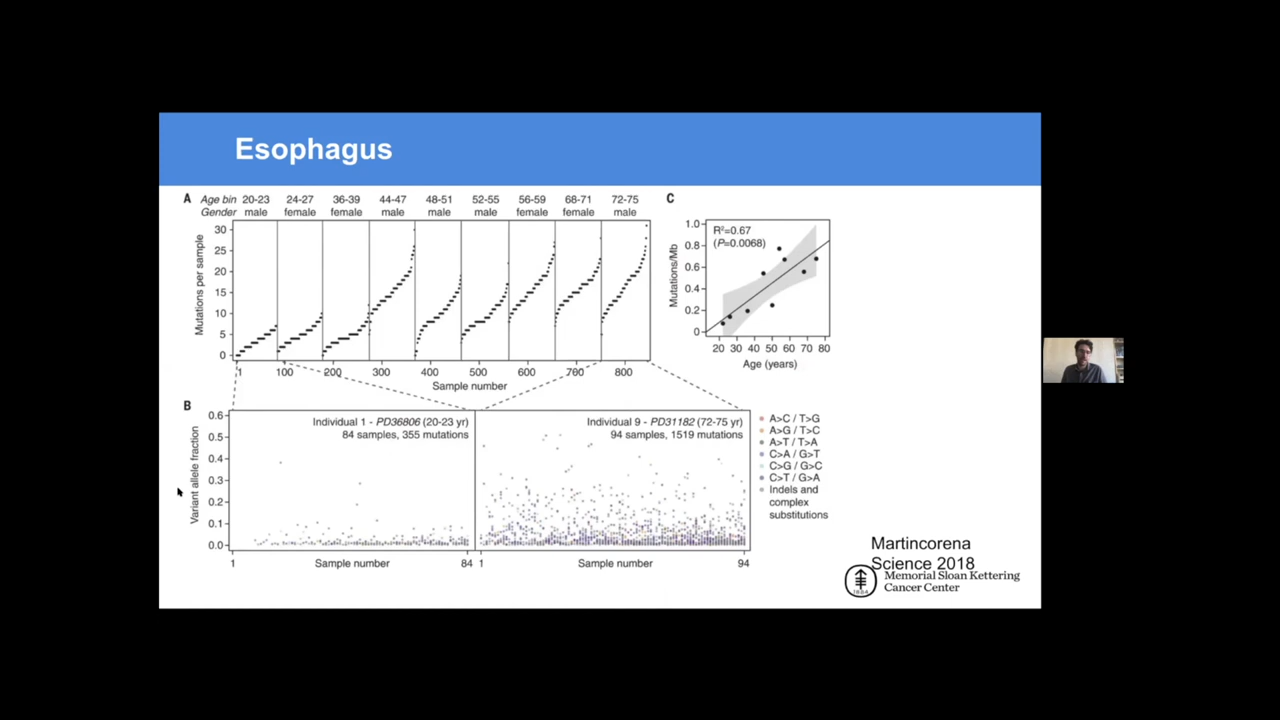 Esophagus
A
Age bin 20-23 24-27 36-39 44-47 48-51 52-55 56-59 68-71 72-75
Gender male female female male male male female female male
Mutations per sample
30
25
20
15
10
5
0
1 100 200 300 400 500 600 700 800
Sample number
C
R²=0.67
(P=0.0068)
Mutations/Mb
1.0
0.8
0.6
0.4
0.2
0
20 30 40 50 60 70 80
Age (years)
B
Variant allele fraction
0.6
0.5
0.4
0.3
0.2
0.1
0.0
Individual 1 - PD36806 (20-23 yr)
84 samples, 355 mutations
1 Sample number 84
Individual 9 - PD31182 (72-75 yr)
94 samples, 1519 mutations
1 Sample number 94
A>C / T>G
A>G / T>C
A>T / T>A
C>A / G>T
C>G / G>C
C>T / G>A
Indels and
complex
substitutions
Martincorena
Science 2018
1884
Memorial Sloan Kettering
Cancer Center